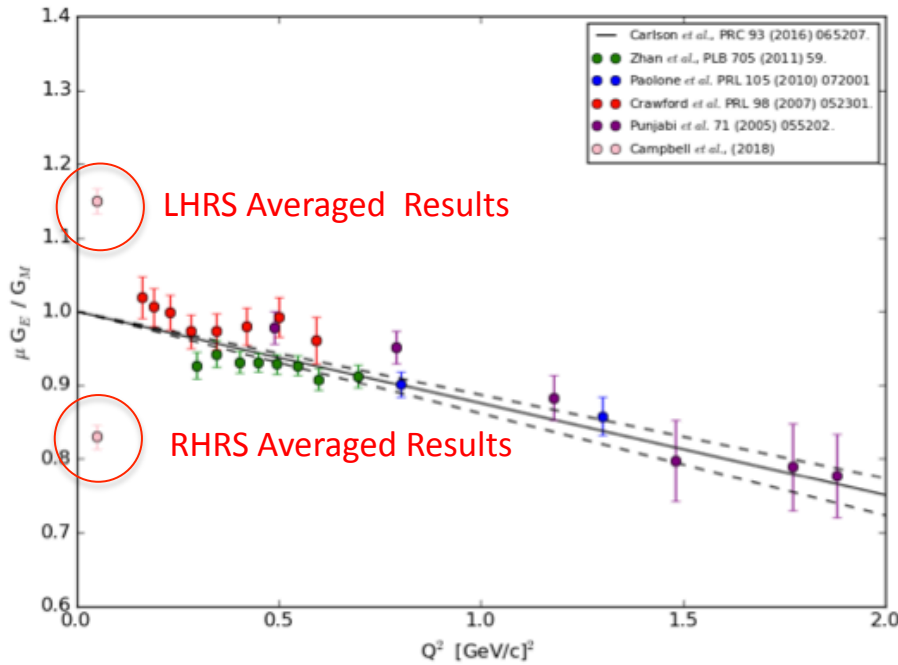 1.4
1.3
1.2
1.1
1.0
0.9
0.8
0.7
0.6
μ G_E / G_M
Carlson et al., PRC 93 (2016) 065207.
Zhan et al., PLB 705 (2011) 59.
Paolone et al. PRL 105 (2010) 072001
Crawford et al. PRL 98 (2007) 052301.
Punjabi et al. 71 (2005) 055202.
Campbell et al., (2018)
LHRS Averaged Results
RHRS Averaged Results
0.0 0.5 1.0 1.5 2.0
Q² [GeV/c]²